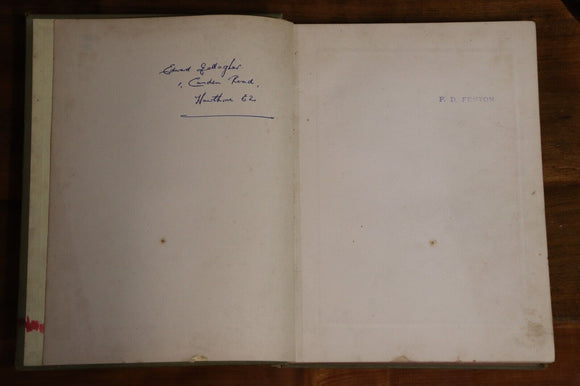 Edward Gallagher.
1, Camden Road,
Hawthorn E2.
F. D. FENTON